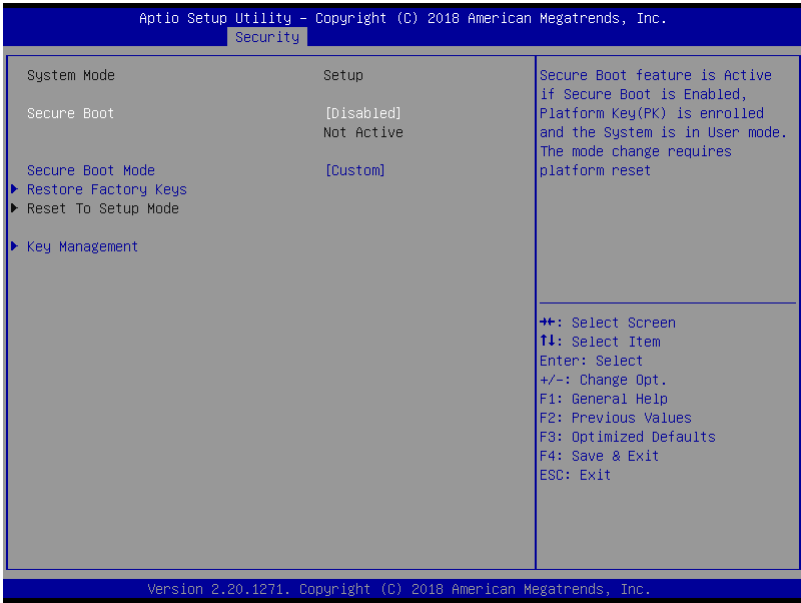 Aptio Setup Utility – Copyright (C) 2018 American Megatrends, Inc.
Security
System Mode Setup
Secure Boot [Disabled]
Not Active
Secure Boot Mode [Custom]
Restore Factory Keys
Reset To Setup Mode
Key Management
Secure Boot feature is Active
if Secure Boot is Enabled,
Platform Key(PK) is enrolled
and the System is in User mode.
The mode change requires
platform reset
→←: Select Screen
↑↓: Select Item
Enter: Select
+/-: Change Opt.
F1: General Help
F2: Previous Values
F3: Optimized Defaults
F4: Save & Exit
ESC: Exit
Version 2.20.1271. Copyright (C) 2018 American Megatrends, Inc.